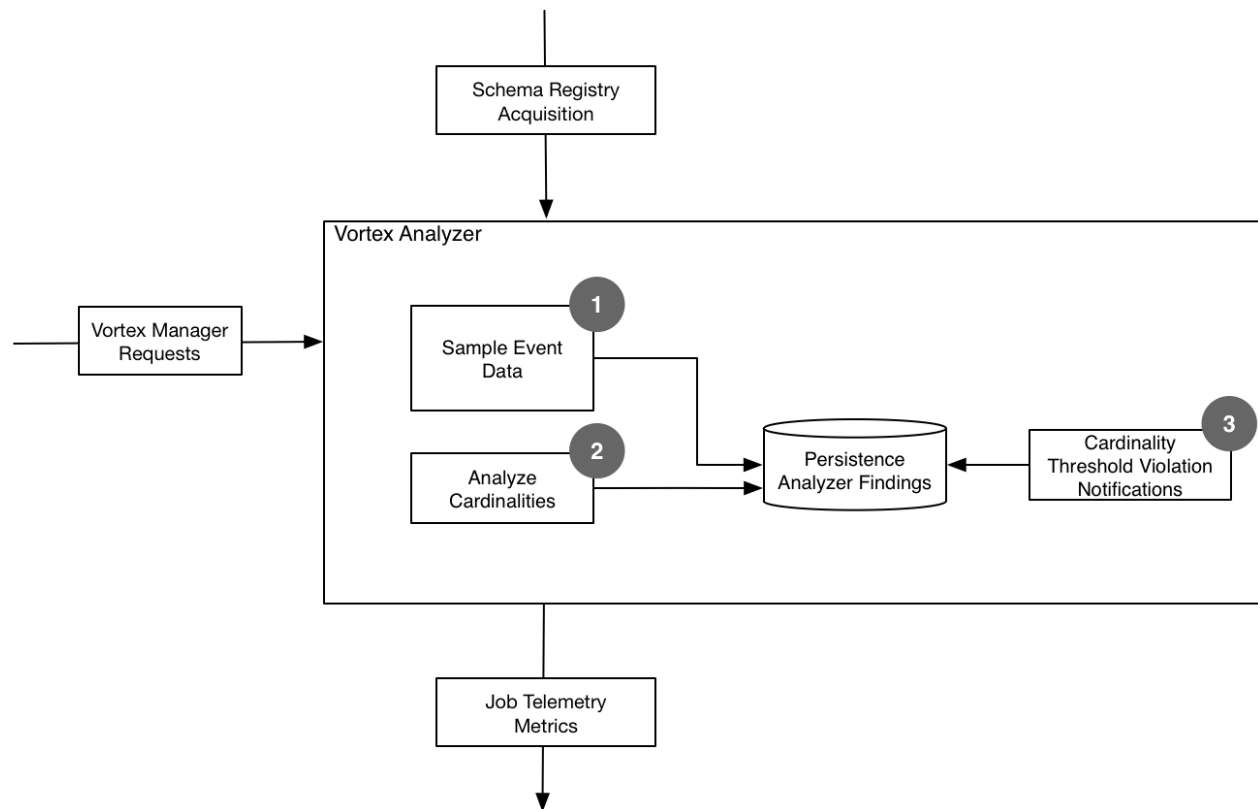 Schema Registry
Acquisition
Vortex Analyzer
1
Sample Event
Data
Vortex Manager
Requests
2
Analyze
Cardinalities
Persistence
Analyzer Findings
3
Cardinality
Threshold Violation
Notifications
Job Telemetry
Metrics